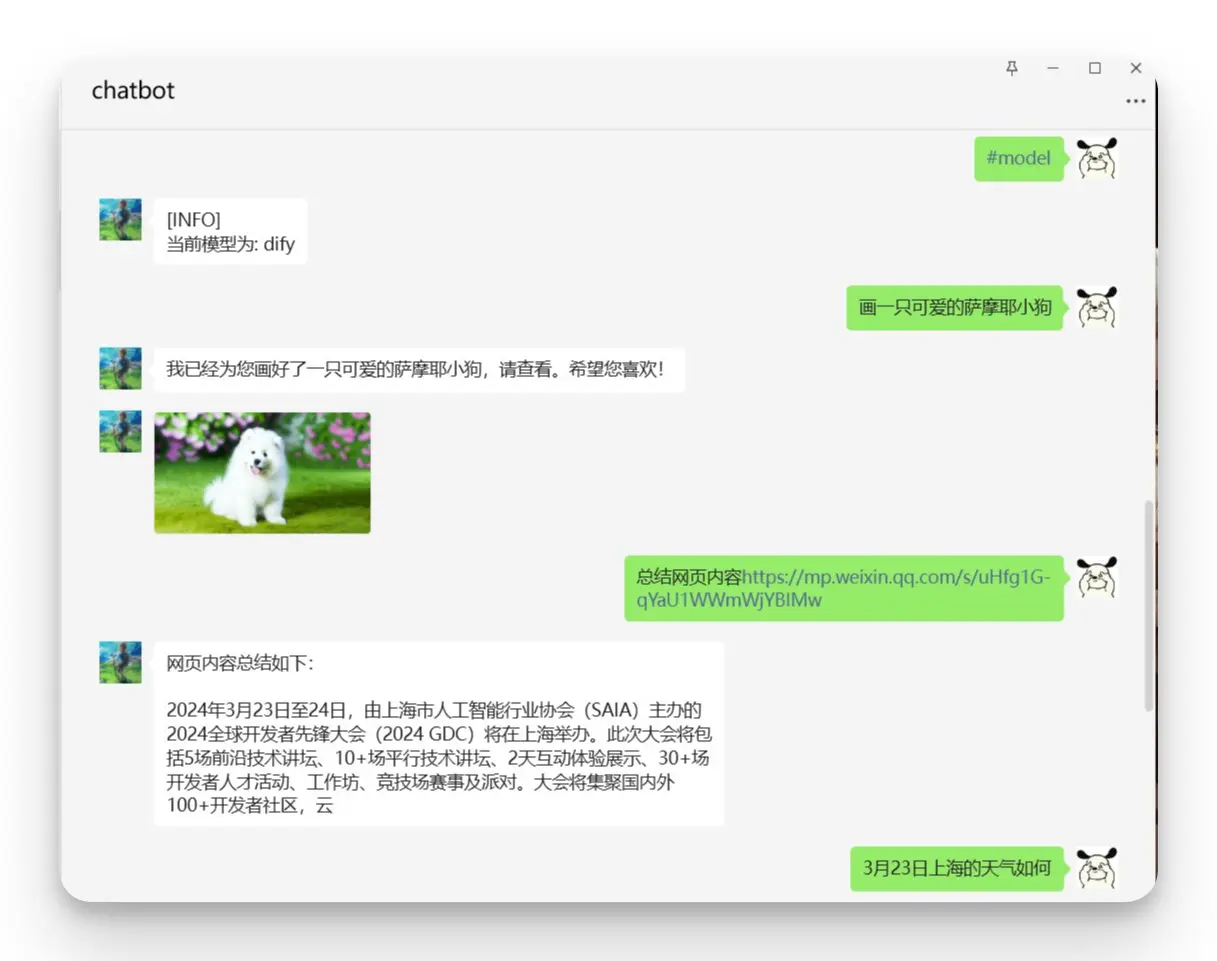 chatbot
#model
[INFO]
当前模型为: dify
画一只可爱的萨摩耶小狗
我已经为您画好了一只可爱的萨摩耶小狗，请查看。希望您喜欢！
总结网页内容https://mp.weixin.qq.com/s/uHfg1G-
qYaU1WWmWjYBIMw
网页内容总结如下：
2024年3月23日至24日，由上海市人工智能行业协会（SAIA）主办的
2024全球开发者先锋大会（2024 GDC）将在上海举办。此次大会将包
括5场前沿技术讲坛、10+场平行技术讲坛、2天互动体验展示、30+场
开发者人才活动、工作坊、竞技场赛事及派对。大会将集聚国内外
100+开发者社区，云
3月23日上海的天气如何